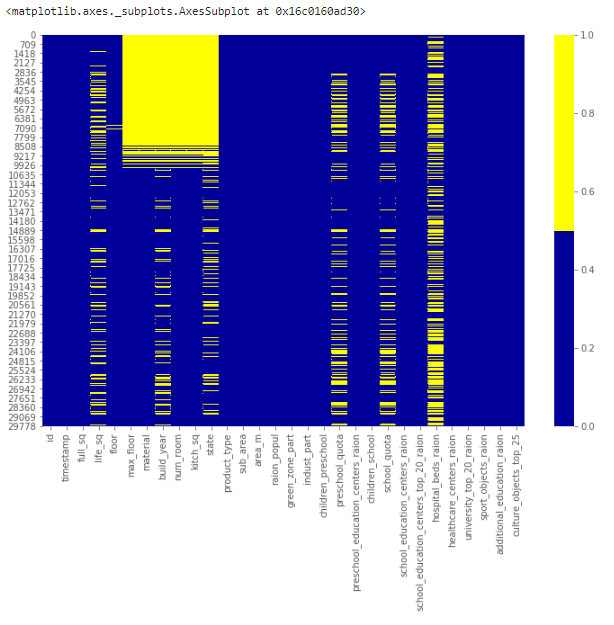 <matplotlib.axes._subplots.AxesSubplot at 0x16c0160ad30>
0
709
1418
2127
2836
3545
4254
4963
5672
6381
7090
7799
8508
9217
9926
10635
11344
12053
12762
13471
14180
14889
15598
16307
17016
17725
18434
19143
19852
20561
21270
21979
22688
23397
24106
24815
25524
26233
26942
27651
28360
29069
29778
1.0
0.8
0.6
0.4
0.2
0.0
id
timestamp
full_sq
life_sq
floor
max_floor
material
build_year
num_room
kitch_sq
state
product_type
sub_area
area_m
raion_popul
green_zone_part
indust_part
children_preschool
preschool_quota
preschool_education_centers_raion
children_school
school_quota
school_education_centers_raion
school_education_centers_top_20_raion
hospital_beds_raion
healthcare_centers_raion
university_top_20_raion
sport_objects_raion
additional_education_raion
culture_objects_top_25